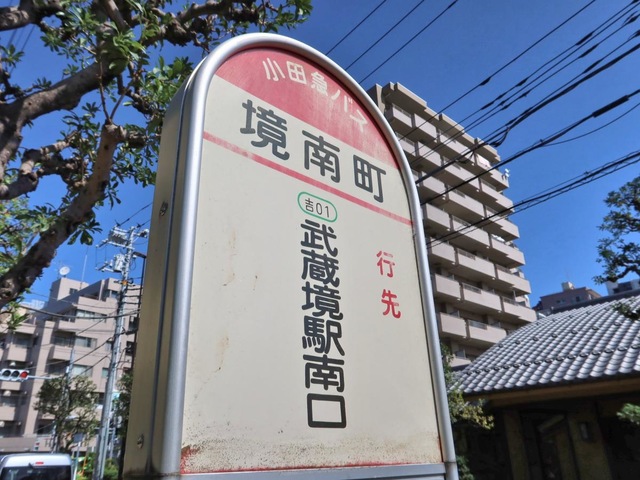 小田急バス
境南町
吉01
行先
武蔵境駅南口